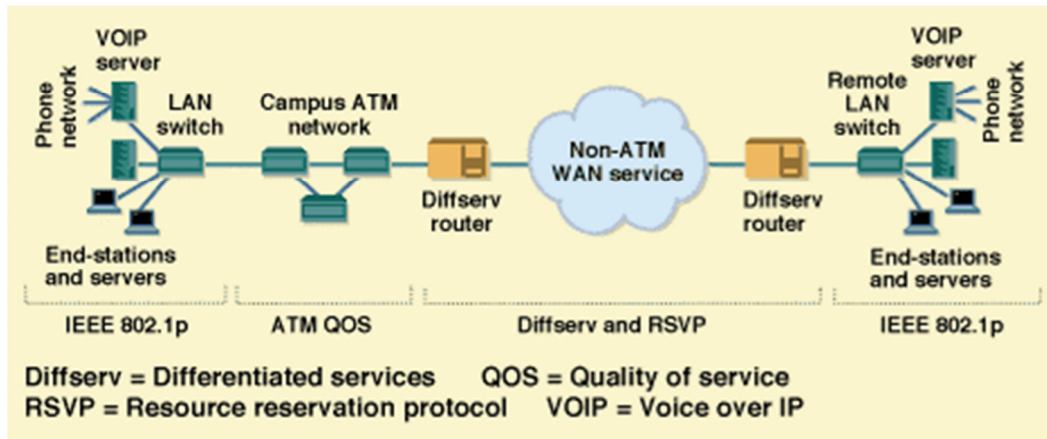 VOIP
server
Phone
network
LAN
switch
Campus ATM
network
Diffserv
router
Non-ATM
WAN service
Diffserv
router
Remote
LAN
switch
VOIP
server
Phone
network
End-stations
and servers
End-stations
and servers
IEEE 802.1p
ATM QOS
Diffserv and RSVP
IEEE 802.1p
Diffserv = Differentiated services QOS = Quality of service
RSVP = Resource reservation protocol VOIP = Voice over IP